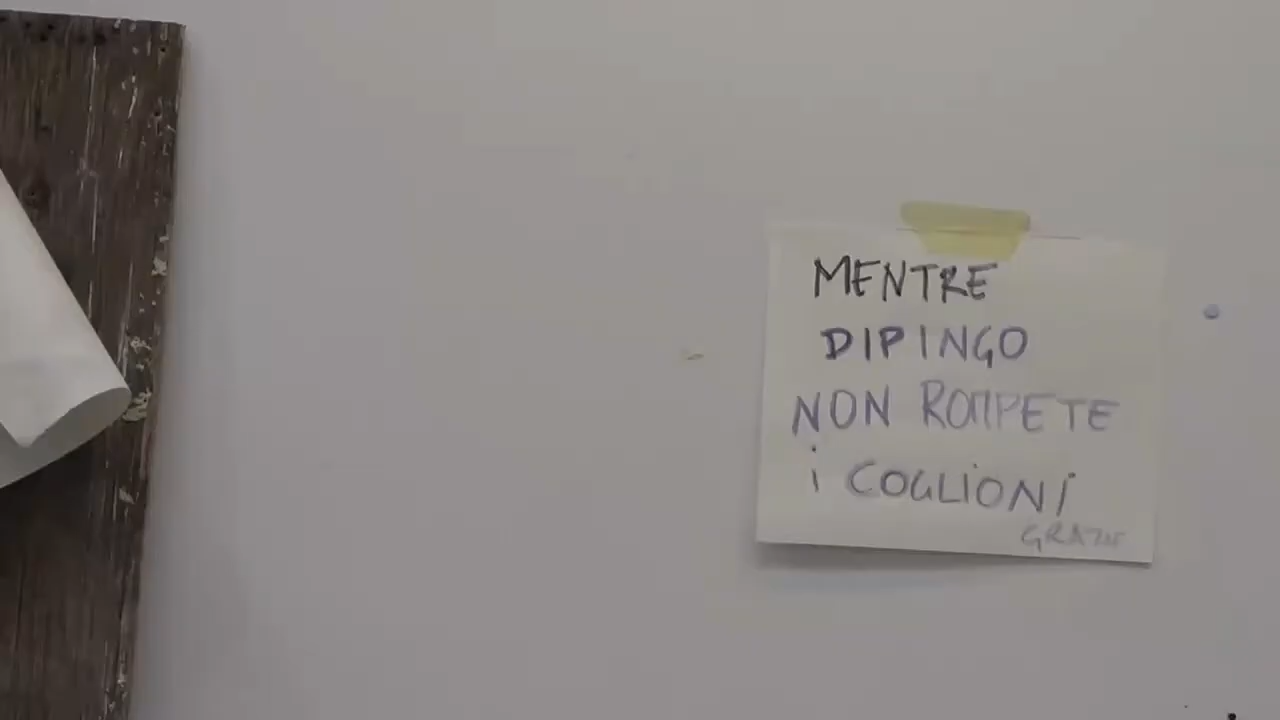 MENTRE
DIPINGO
NON ROMPETE
i COGLiONi
GRAZIE